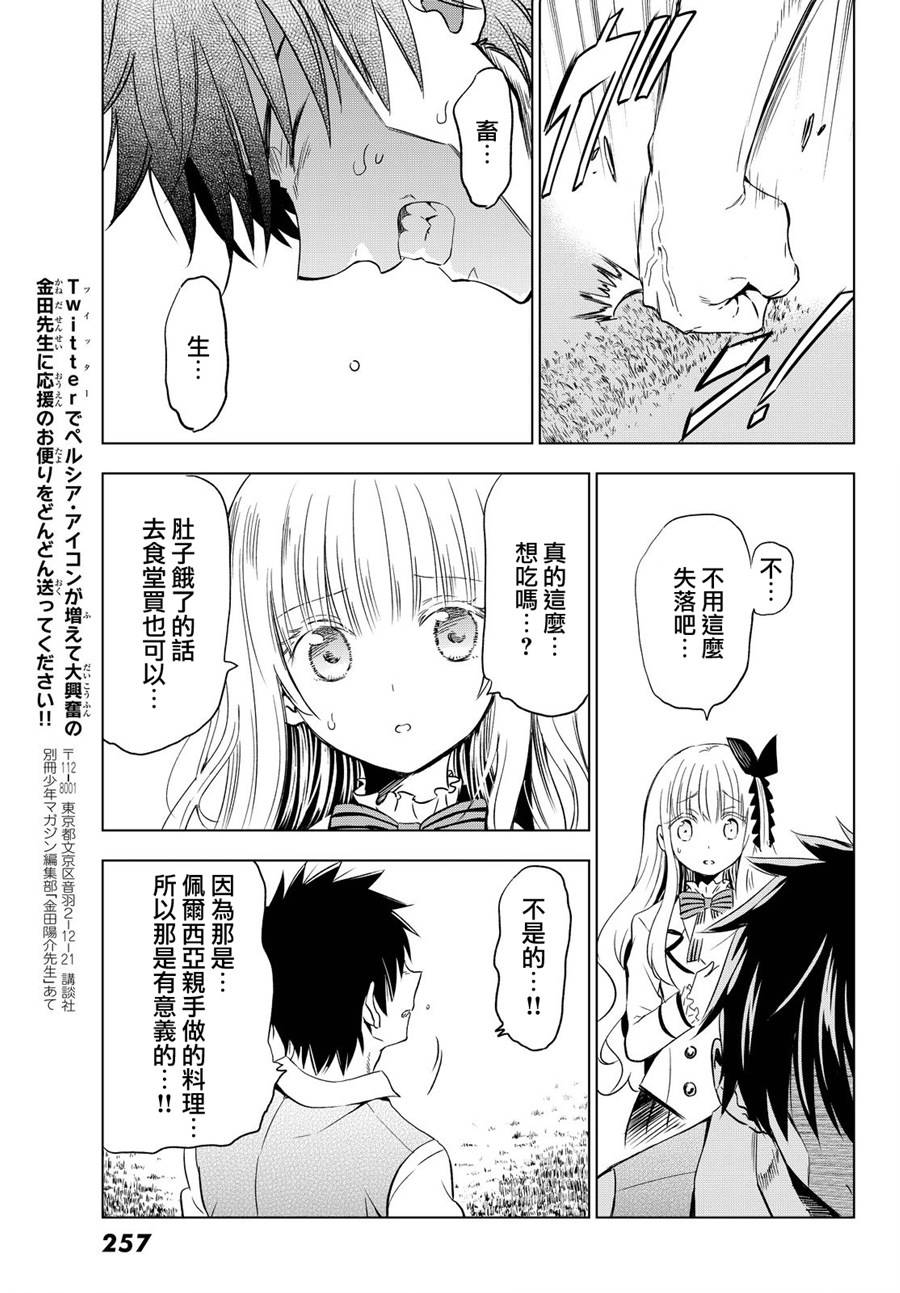 畜…
生…
不…
不用這麼
失落吧…
真的這麼…
想吃嗎…?
肚子餓了的話
去食堂買也可以…
不是的…!!
因為那是…
佩爾西亞親手做的料理…
所以那是有意義的…!!
Twitterでペルシア・アイコンが増えて大興奮の
金田先生に応援のお便りをどんどん送ってください!!
〒112-8001 東京都文京区音羽2-12-21 講談社
別冊少年マガジン編集部「金田陽介先生」あて
257